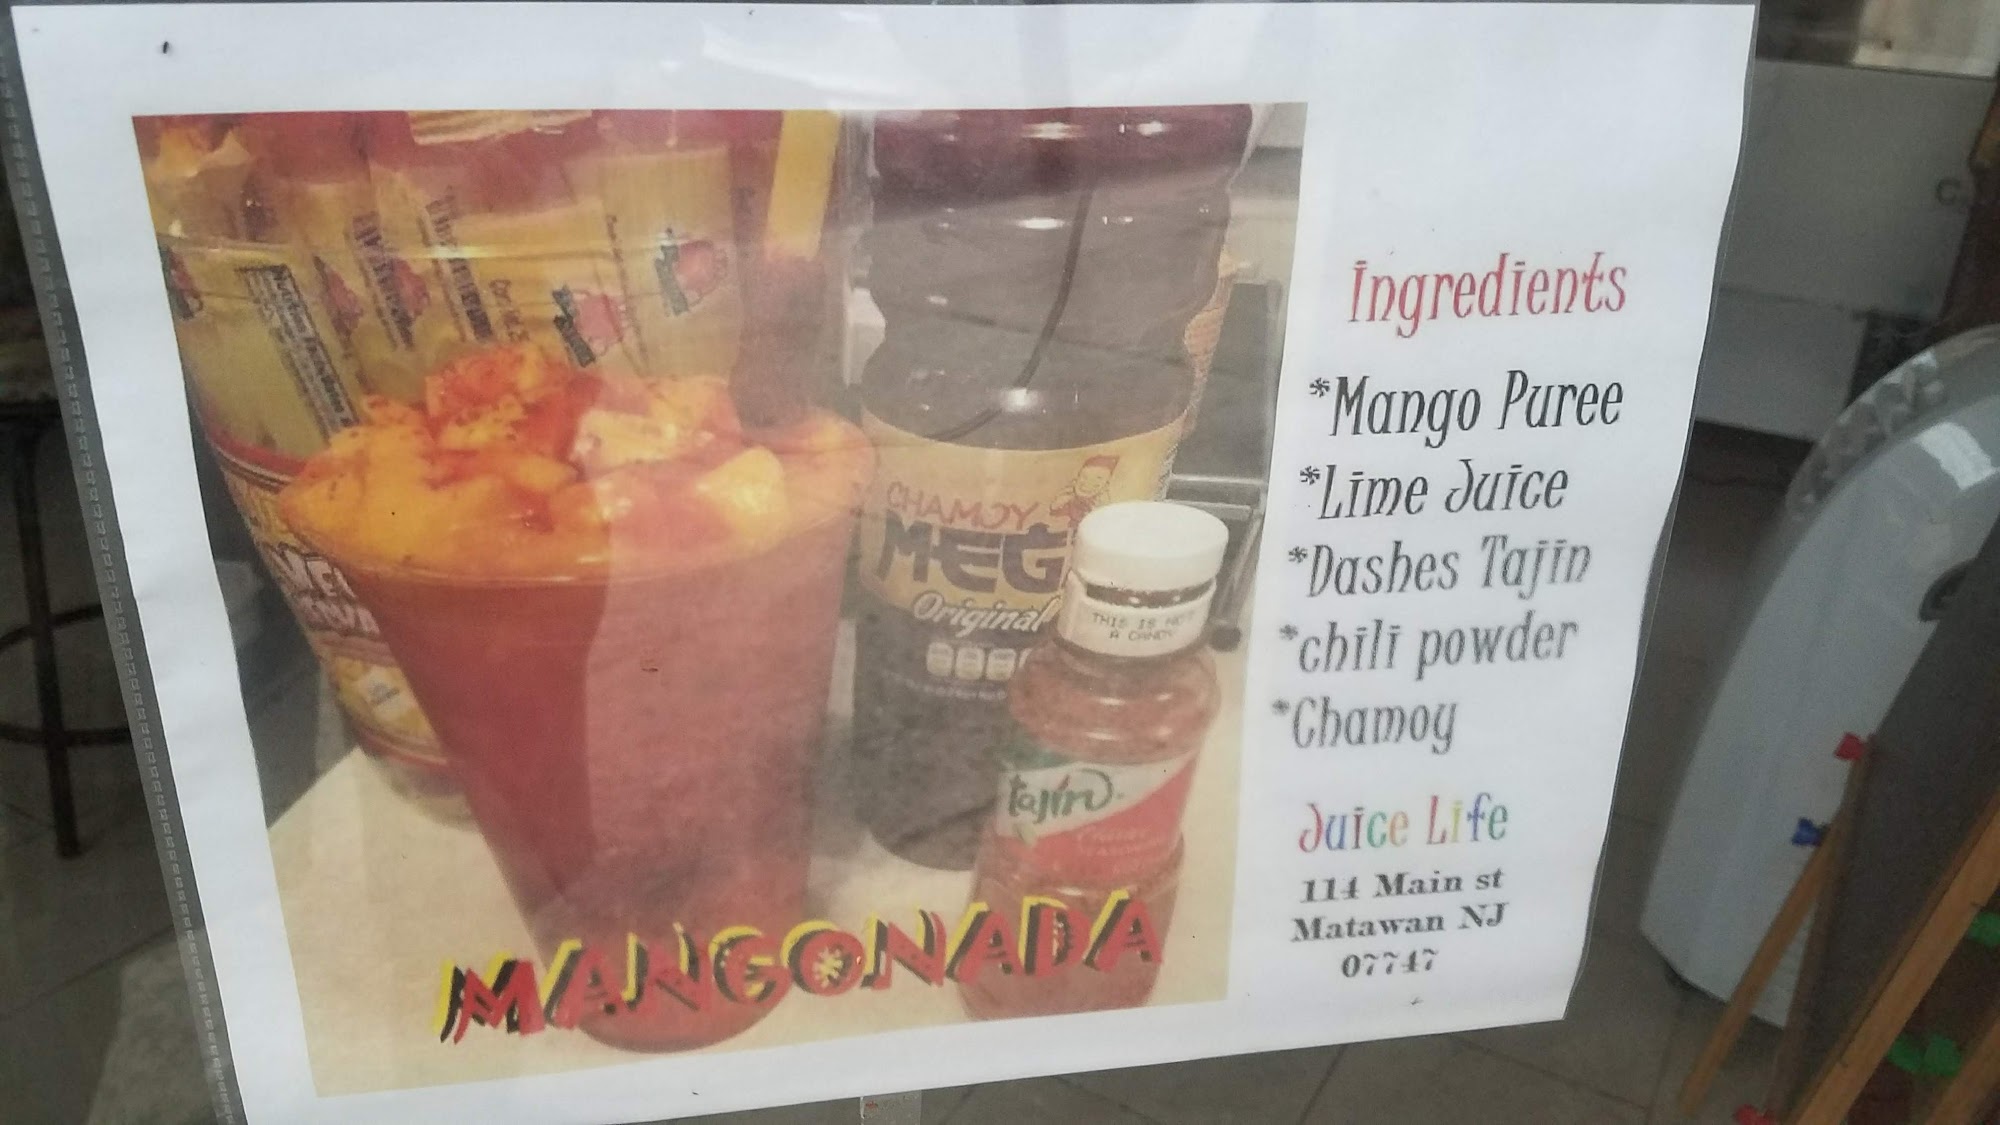 Ingredients
*Mango Puree
*Lime Juice
*Dashes Tajin
*chili powder
*Chamoy
Juice Life
114 Main st
Matawan NJ
07747
CHAMOY
MEG
Original
THIS IS NOT
A CANDY
Tajín
MANGONADA